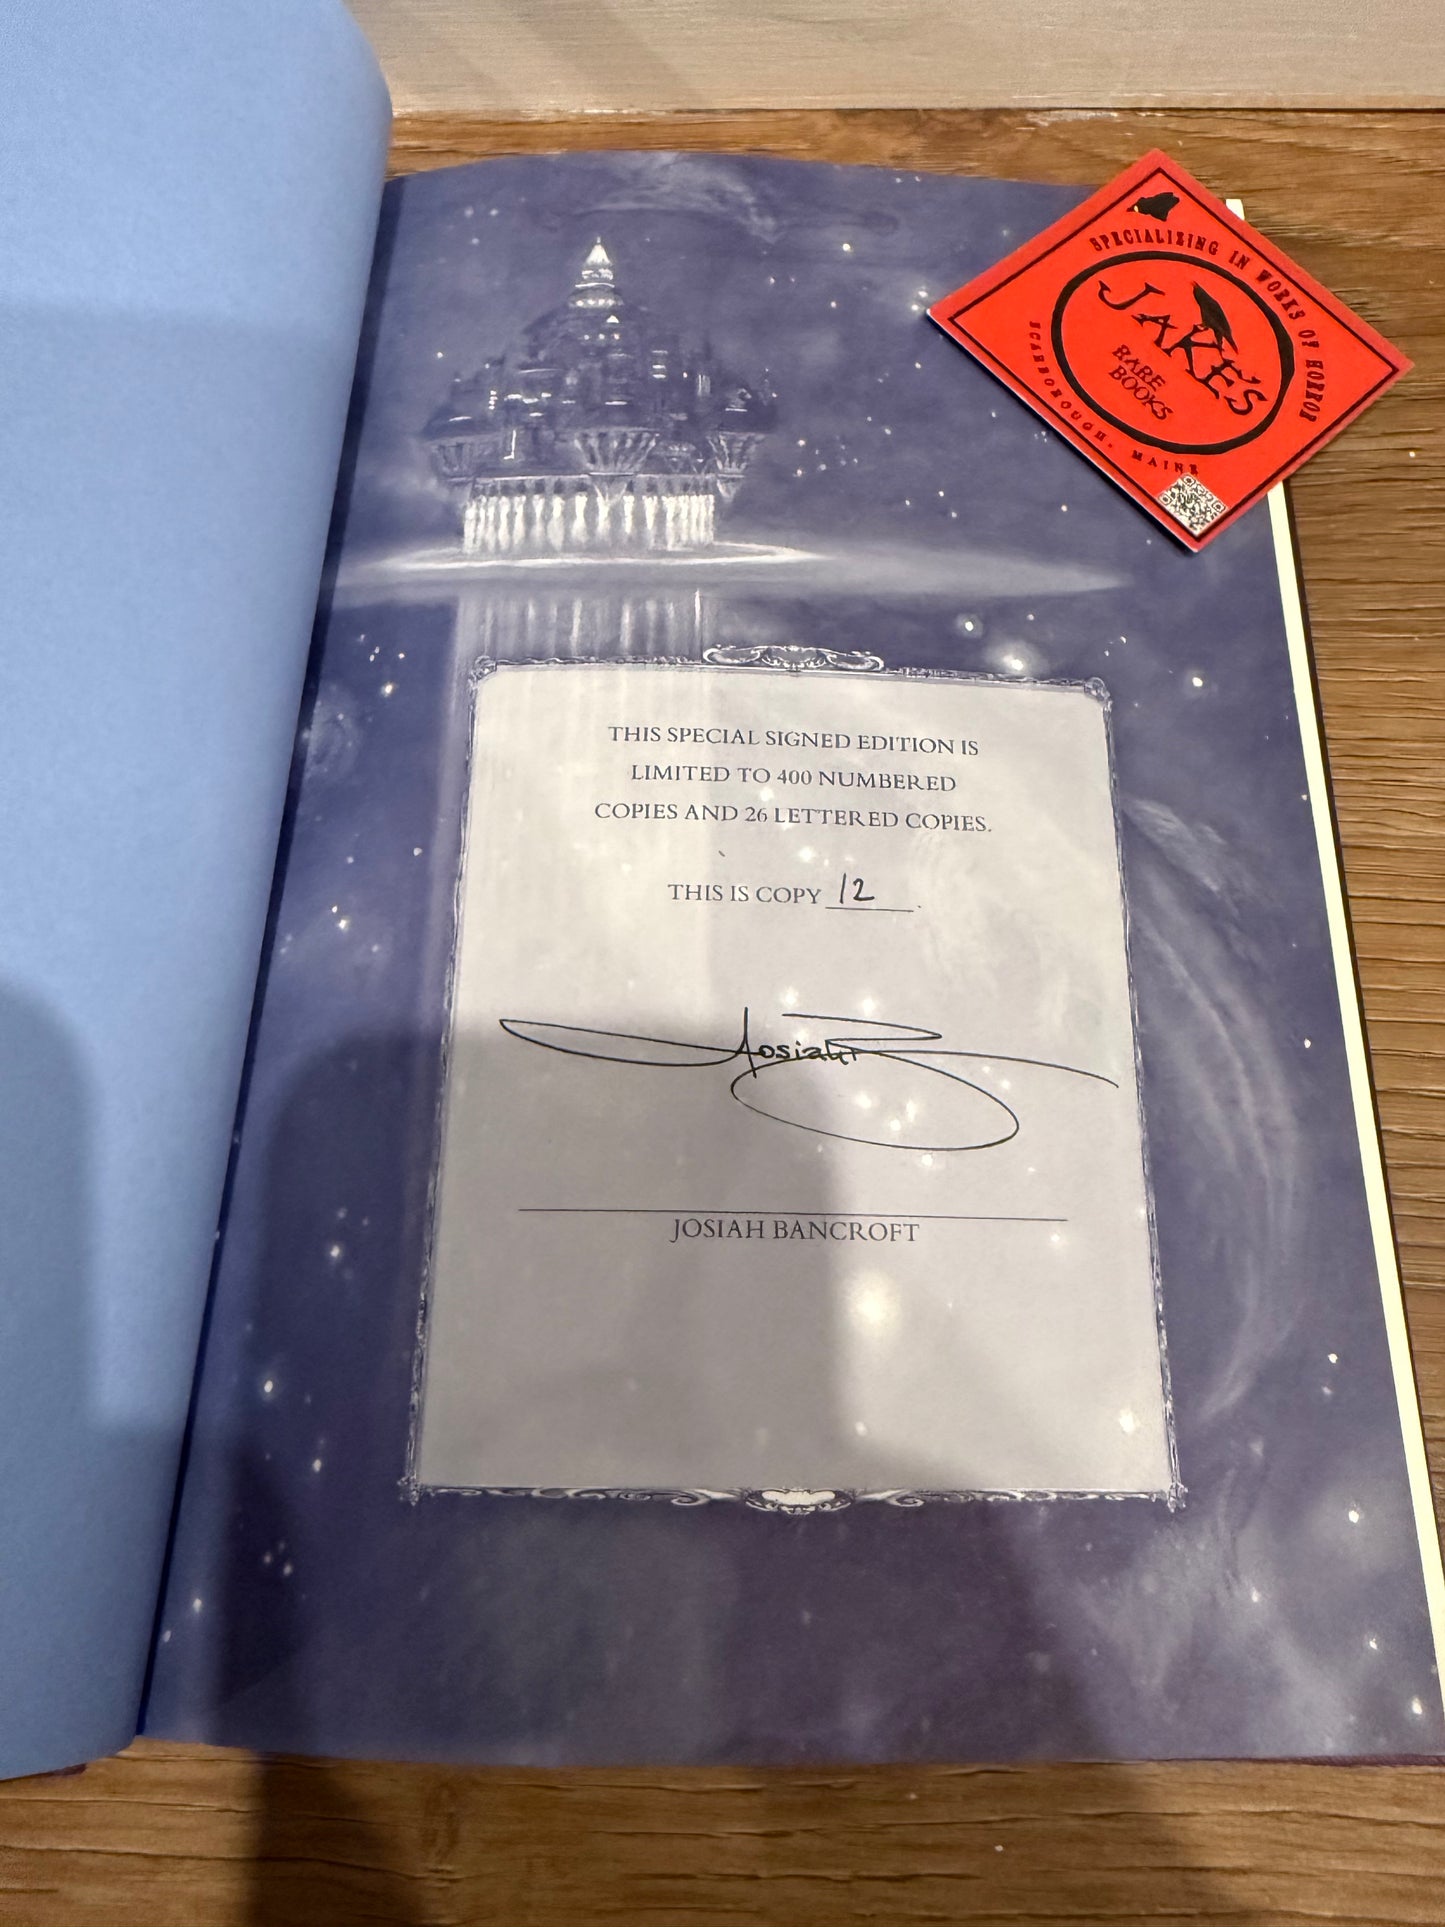 SPECIALIZING IN WORKS OF HORROR
JAKE'S
RARE
BOOKS
SCARBOROUGH, MAINE
THIS SPECIAL SIGNED EDITION IS
LIMITED TO 400 NUMBERED
COPIES AND 26 LETTERED COPIES.
THIS IS COPY 12.
Josiah B
JOSIAH BANCROFT